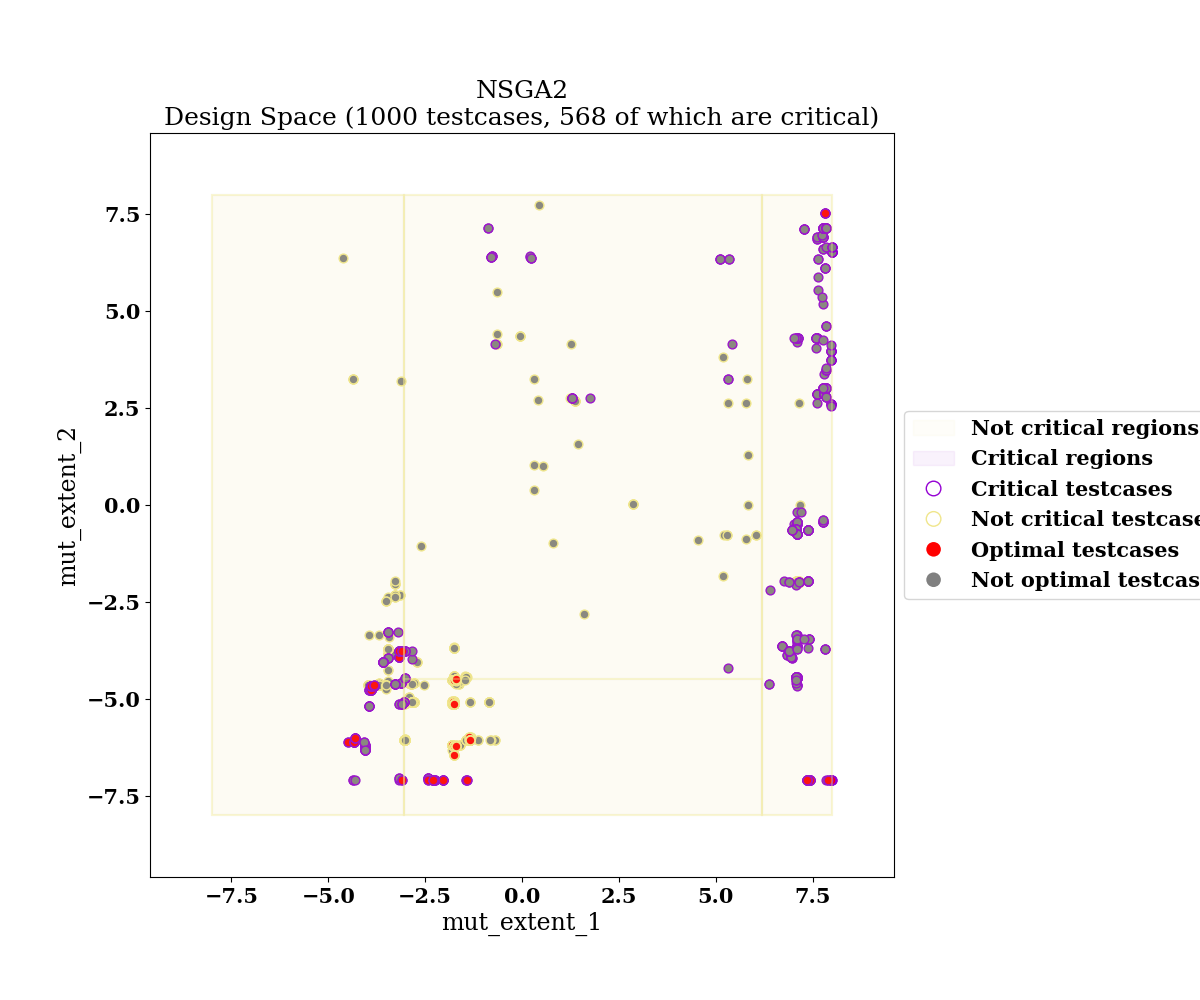 NSGA2
Design Space (1000 testcases, 568 of which are critical)
mut_extent_2
7.5
5.0
2.5
0.0
−2.5
−5.0
−7.5
−7.5
−5.0
−2.5
0.0
2.5
5.0
7.5
mut_extent_1
Not critical regions
Critical regions
Critical testcases
Not critical testcase
Optimal testcases
Not optimal testcas